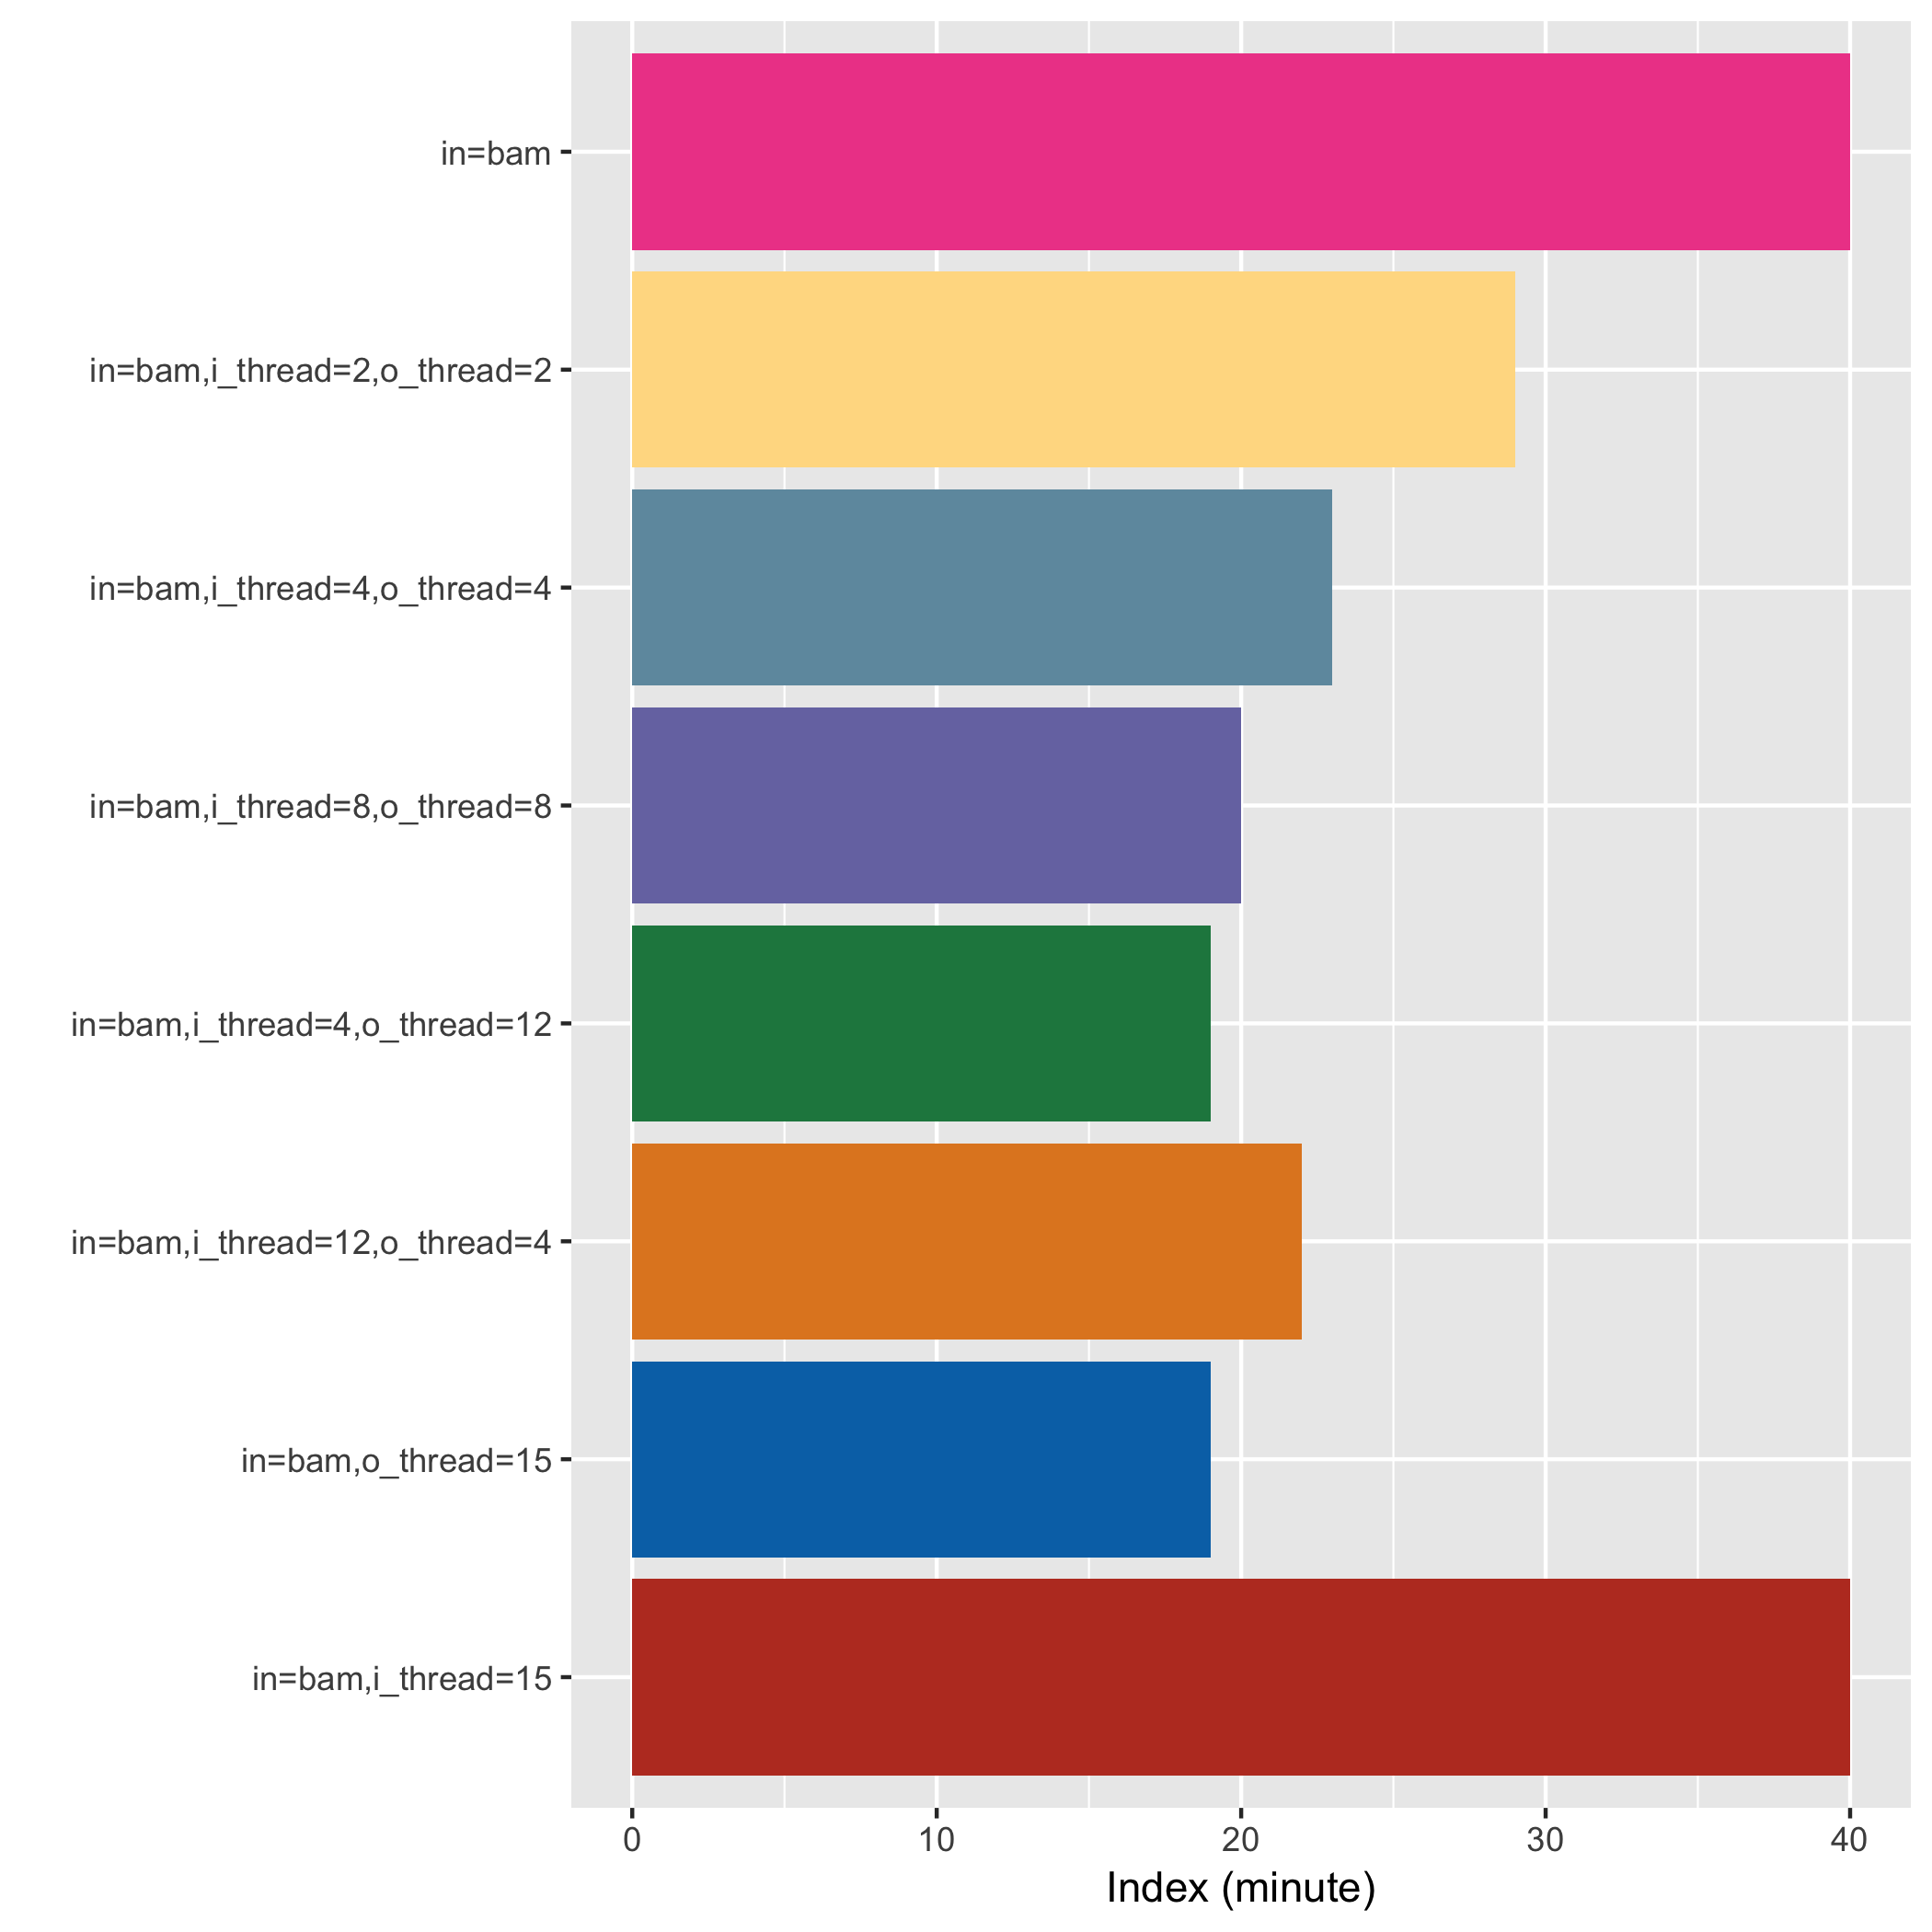 in=bam
in=bam,i_thread=2,o_thread=2
in=bam,i_thread=4,o_thread=4
in=bam,i_thread=8,o_thread=8
in=bam,i_thread=4,o_thread=12
in=bam,i_thread=12,o_thread=4
in=bam,o_thread=15
in=bam,i_thread=15
0 10 20 30 40
Index (minute)